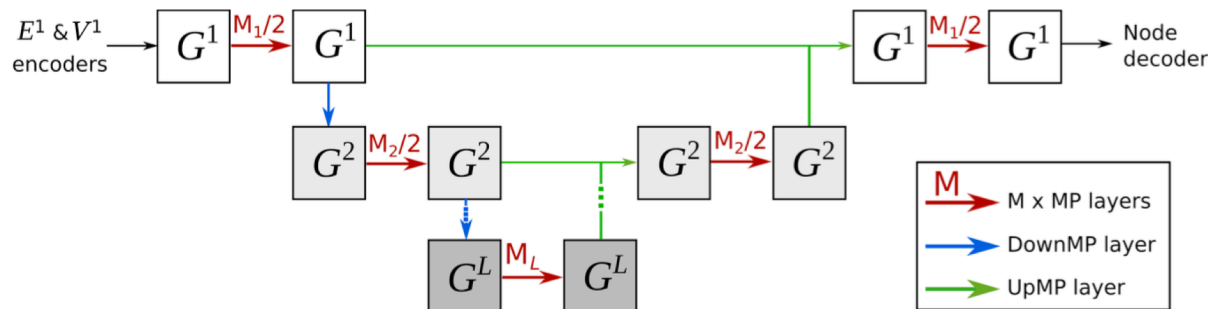 E¹ & V¹
encoders
G¹
M₁/2
G¹
G¹
M₁/2
G¹
Node
decoder
G²
M₂/2
G²
G²
M₂/2
G²
Gᴸ
M_L
Gᴸ
M
M x MP layers
DownMP layer
UpMP layer